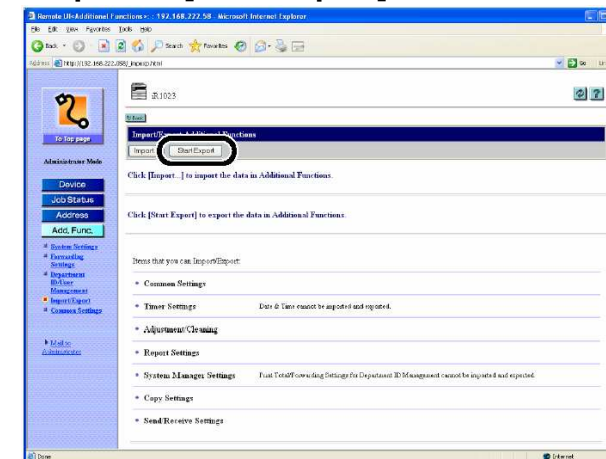 Remote UI<Additional Functions> : 192.168.222.58 - Microsoft Internet Explorer
File Edit View Favorites Tools Help
Back Search Favorites
Address Go
iR1023
To Top page
Administrator Mode
Import/Export Additional Functions
Import Start Export
Click [Import...] to import the data in Additional Functions.
Device
Job Status
Address
Click [Start Export] to export the data in Additional Functions.
Add. Func.
System Settings
Forwarding
Settings
Department
ID/User
Management
Import/Export
Common Settings
Items that you can Import/Export:
Common Settings
Timer Settings Date & Time cannot be imported and exported.
Adjustment/Cleaning
Mail to
Administrator
Report Settings
System Manager Settings Print Total/Forwarding Settings for Department ID Management cannot be imported and exported.
Copy Settings
Send/Receive Settings
Done Internet